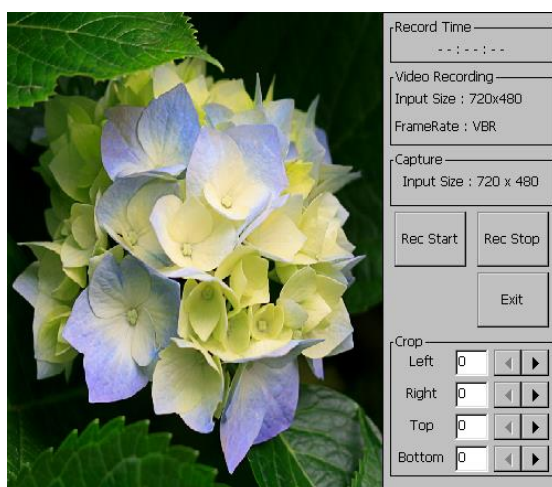 Record Time
--:--:--
Video Recording
Input Size : 720x480
FrameRate : VBR
Capture
Input Size : 720 x 480
Rec Start
Rec Stop
Exit
Crop
Left 0
Right 0
Top 0
Bottom 0